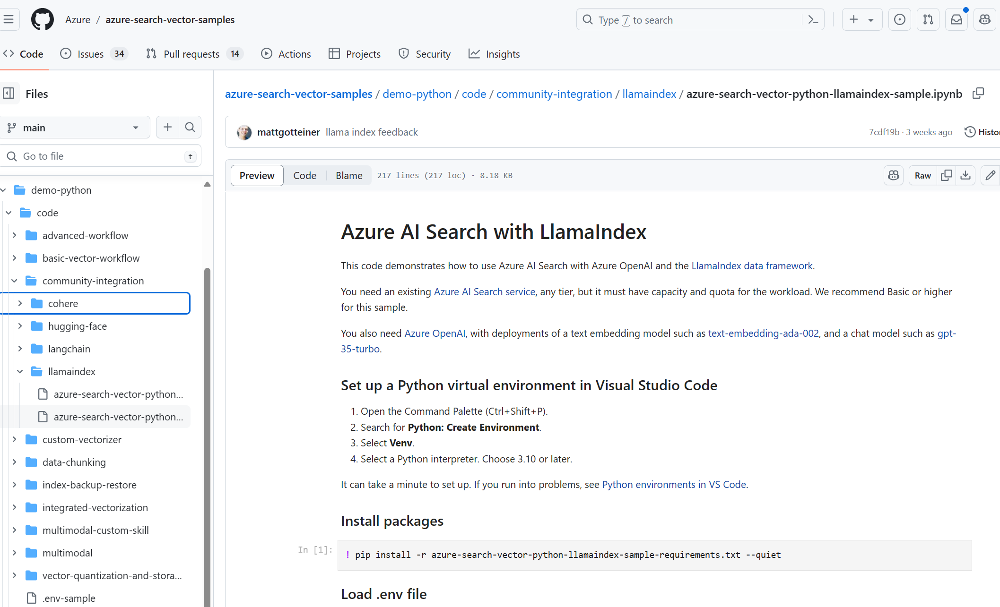 Azure / azure-search-vector-samples
Type / to search
Code
Issues 34
Pull requests 14
Actions
Projects
Security
Insights
Files
main
Go to file
t
demo-python
code
advanced-workflow
basic-vector-workflow
community-integration
cohere
hugging-face
langchain
llamaindex
azure-search-vector-python...
azure-search-vector-python...
custom-vectorizer
data-chunking
index-backup-restore
integrated-vectorization
multimodal-custom-skill
multimodal
vector-quantization-and-stora...
.env-sample
azure-search-vector-samples / demo-python / code / community-integration / llamaindex / azure-search-vector-python-llamaindex-sample.ipynb
mattgotteiner llama index feedback
7cdf19b · 3 weeks ago
Histor
Preview
Code
Blame
217 lines (217 loc) · 8.18 KB
Raw
Azure AI Search with LlamaIndex
This code demonstrates how to use Azure AI Search with Azure OpenAI and the LlamaIndex data framework.
You need an existing Azure AI Search service, any tier, but it must have capacity and quota for the workload. We recommend Basic or higher
for this sample.
You also need Azure OpenAI, with deployments of a text embedding model such as text-embedding-ada-002, and a chat model such as gpt-
35-turbo.
Set up a Python virtual environment in Visual Studio Code
1. Open the Command Palette (Ctrl+Shift+P).
2. Search for Python: Create Environment.
3. Select Venv.
4. Select a Python interpreter. Choose 3.10 or later.
It can take a minute to set up. If you run into problems, see Python environments in VS Code.
Install packages
In [1]:
! pip install -r azure-search-vector-python-llamaindex-sample-requirements.txt --quiet
Load .env file